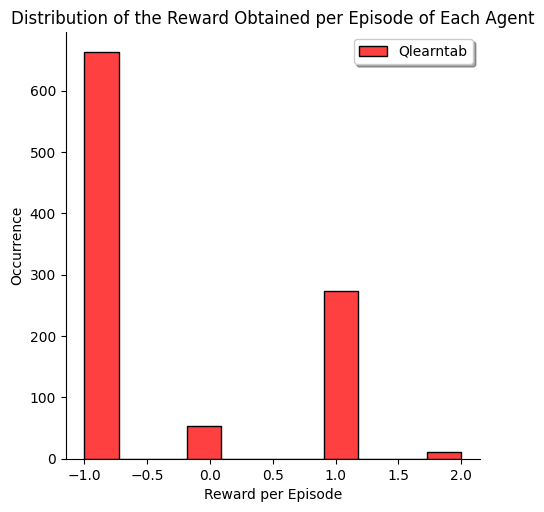 Distribution of the Reward Obtained per Episode of Each Agent
Qlearntab
600
500
400
300
200
100
0
Occurrence
−1.0 −0.5 0.0 0.5 1.0 1.5 2.0
Reward per Episode